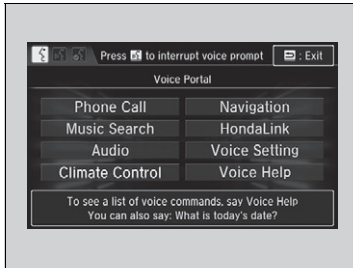 Press to interrupt voice prompt
: Exit
Voice Portal
Phone Call
Navigation
Music Search
HondaLink
Audio
Voice Setting
Climate Control
Voice Help
To see a list of voice commands, say Voice Help
You can also say: What is today's date?